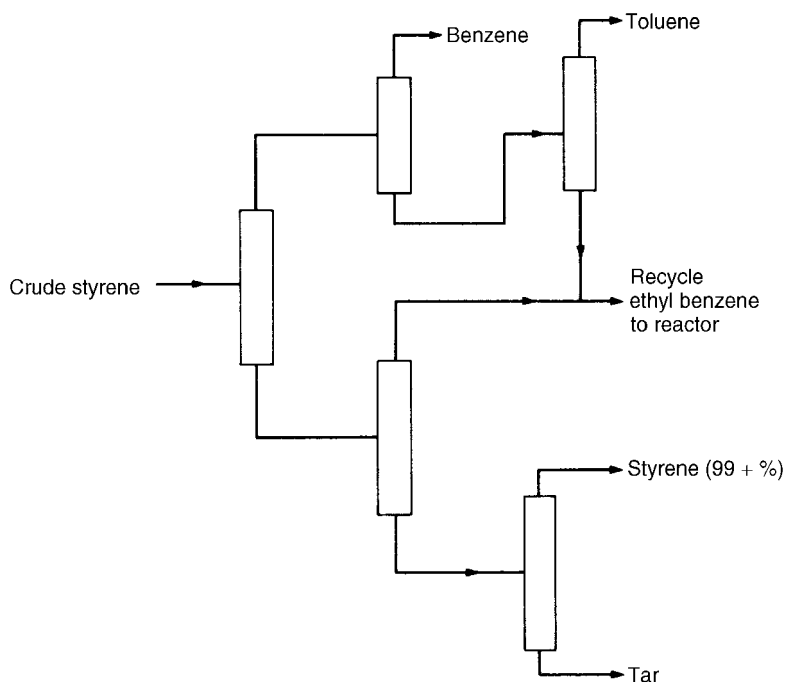 Benzene
Toluene
Crude styrene
Recycle
ethyl benzene
to reactor
Styrene (99 + %)
Tar